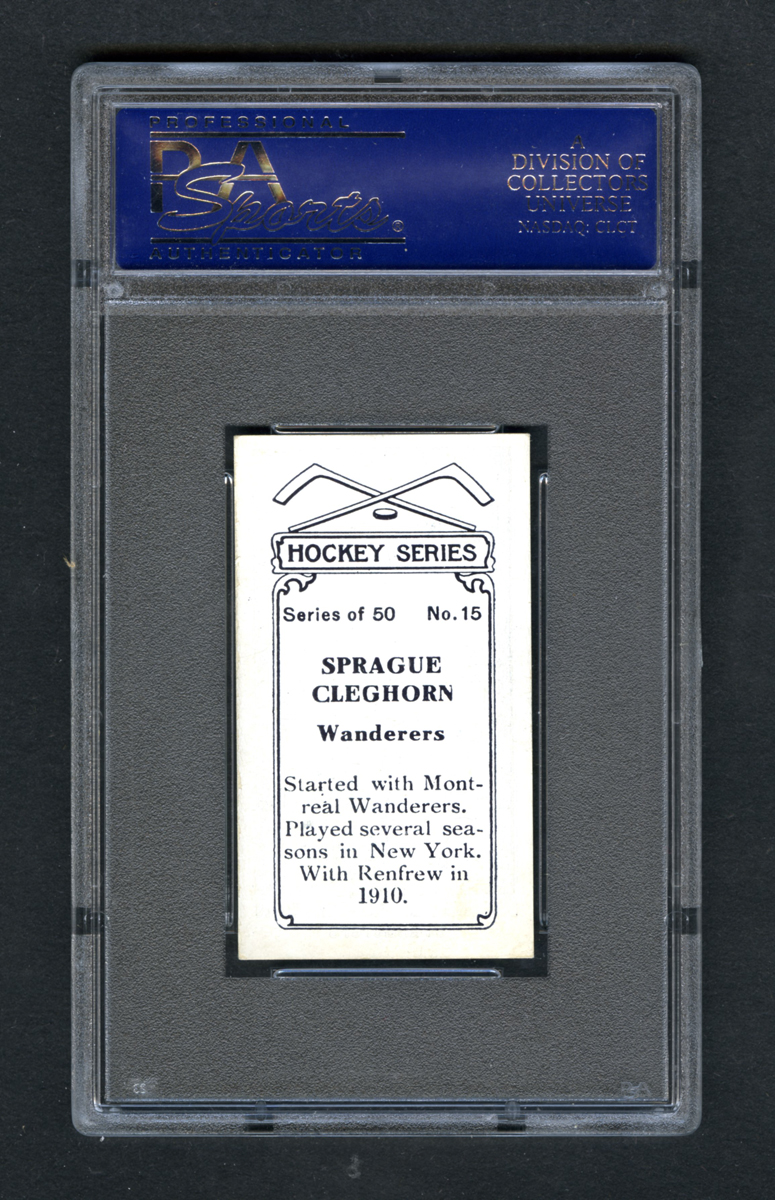 PROFESSIONAL
PSA
Sports®
AUTHENTICATOR
A
DIVISION OF
COLLECTORS
UNIVERSE
NASDAQ: CLCT
HOCKEY SERIES
Series of 50 No.15
SPRAGUE
CLEGHORN
Wanderers
Started with Mont-
real Wanderers.
Played several sea-
sons in New York.
With Renfrew in
1910.